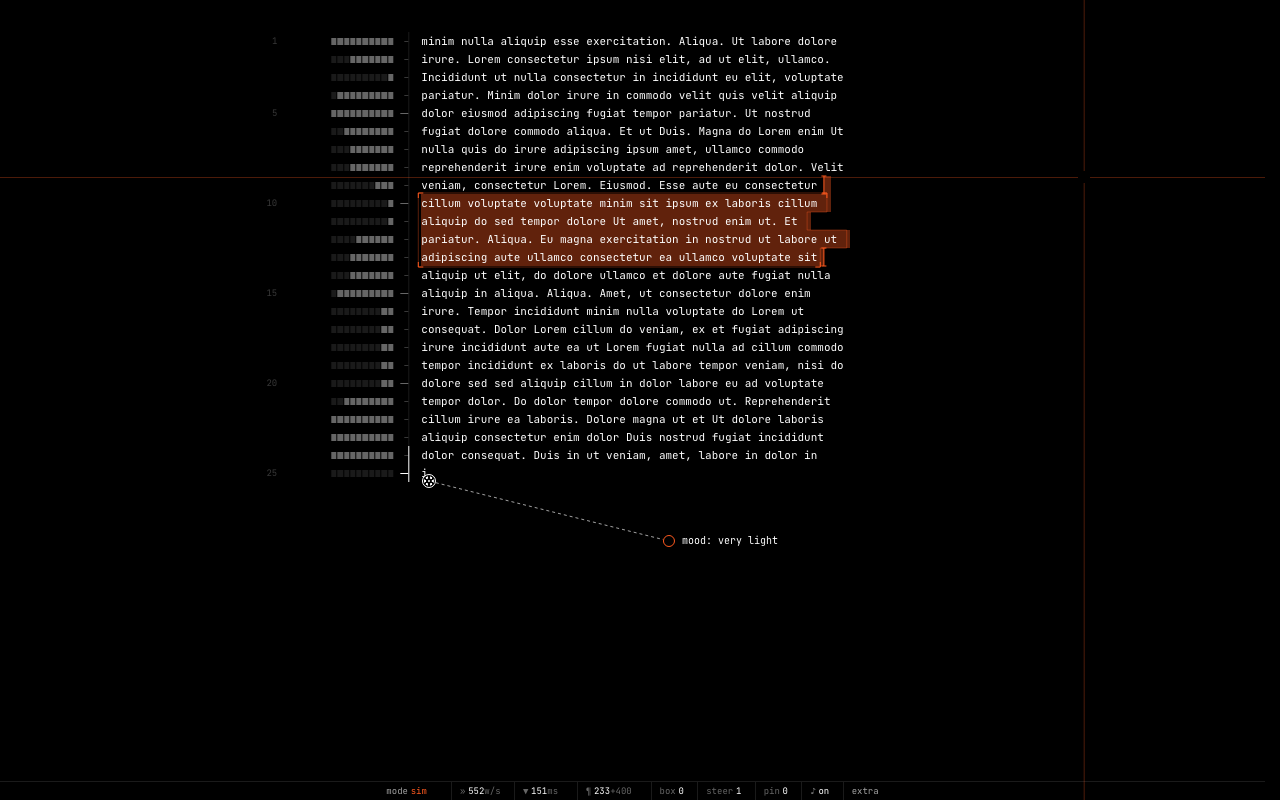 1 minim nulla aliquip esse exercitation. Aliqua. Ut labore dolore
irure. Lorem consectetur ipsum nisi elit, ad ut elit, ullamco.
Incididunt ut nulla consectetur in incididunt eu elit, voluptate
pariatur. Minim dolor irure in commodo velit quis velit aliquip
5 dolor eiusmod adipiscing fugiat tempor pariatur. Ut nostrud
fugiat dolore commodo aliqua. Et ut Duis. Magna do Lorem enim Ut
nulla quis do irure adipiscing ipsum amet, ullamco commodo
reprehenderit irure enim voluptate ad reprehenderit dolor. Velit
veniam, consectetur Lorem. Eiusmod. Esse aute eu consectetur
10 cillum voluptate voluptate minim sit ipsum ex laboris cillum
aliquip do sed tempor dolore Ut amet, nostrud enim ut. Et
pariatur. Aliqua. Eu magna exercitation in nostrud ut labore ut
adipiscing aute ullamco consectetur ea ullamco voluptate sit
aliquip ut elit, do dolore ullamco et dolore aute fugiat nulla
15 aliquip in aliqua. Aliqua. Amet, ut consectetur dolore enim
irure. Tempor incididunt minim nulla voluptate do Lorem ut
consequat. Dolor Lorem cillum do veniam, ex et fugiat adipiscing
irure incididunt aute ea ut Lorem fugiat nulla ad cillum commodo
tempor incididunt ex laboris do ut labore tempor veniam, nisi do
20 dolore sed sed aliquip cillum in dolor labore eu ad voluptate
tempor dolor. Do dolor tempor dolore commodo ut. Reprehenderit
cillum irure ea laboris. Dolore magna ut et Ut dolore laboris
aliquip consectetur enim dolor Duis nostrud fugiat incididunt
dolor consequat. Duis in ut veniam, amet, labore in dolor in
25
mood: very light
mode sim » 552w/s ▼ 151ms ¶ 233+400 box 0 steer 1 pin 0 ♪ on extra